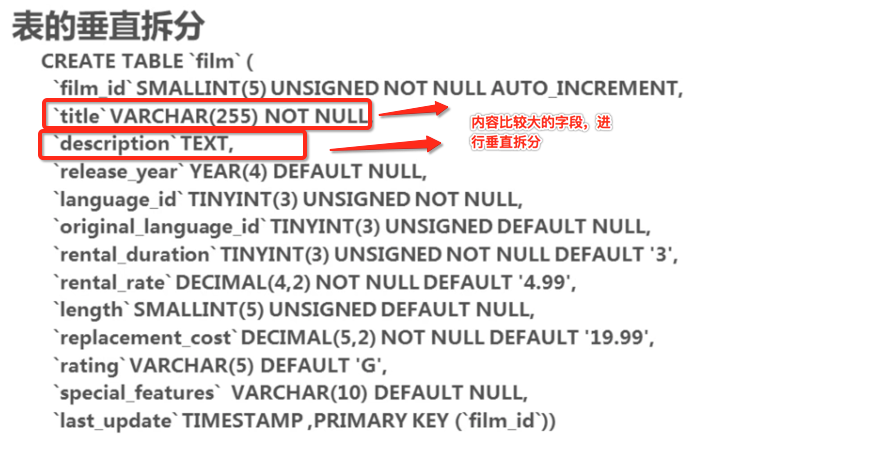 表的垂直拆分
CREATE TABLE `film` (
`film_id` SMALLINT(5) UNSIGNED NOT NULL AUTO_INCREMENT,
`title` VARCHAR(255) NOT NULL
`description` TEXT,
内容比较大的字段，进
行垂直拆分
`release_year` YEAR(4) DEFAULT NULL,
`language_id` TINYINT(3) UNSIGNED NOT NULL,
`original_language_id` TINYINT(3) UNSIGNED DEFAULT NULL,
`rental_duration` TINYINT(3) UNSIGNED NOT NULL DEFAULT '3',
`rental_rate` DECIMAL(4,2) NOT NULL DEFAULT '4.99',
`length` SMALLINT(5) UNSIGNED DEFAULT NULL,
`replacement_cost` DECIMAL(5,2) NOT NULL DEFAULT '19.99',
`rating` VARCHAR(5) DEFAULT 'G',
`special_features` VARCHAR(10) DEFAULT NULL,
`last_update` TIMESTAMP ,PRIMARY KEY (`film_id`))